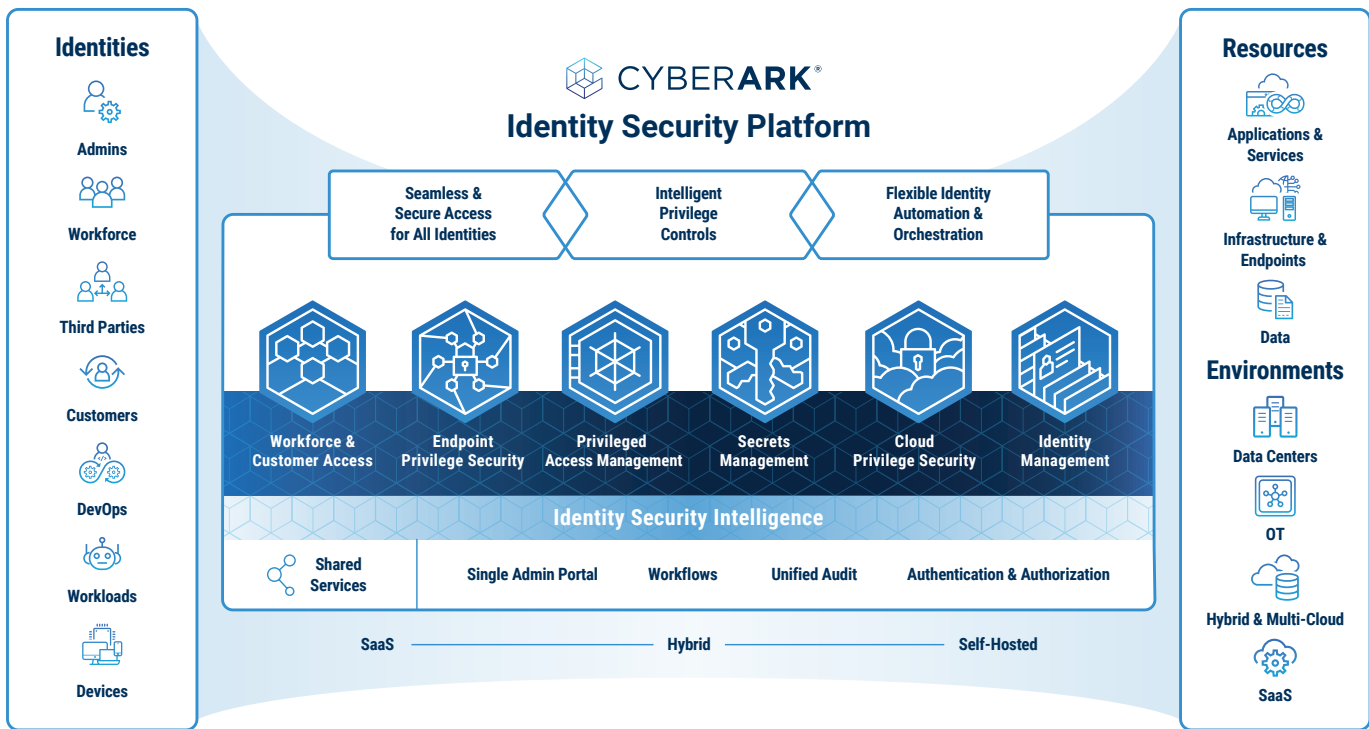 Identities
Admins
Workforce
Third Parties
Customers
DevOps
Workloads
Devices
CYBERARK®
Identity Security Platform
Seamless &
Secure Access
for All Identities
Intelligent
Privilege
Controls
Flexible Identity
Automation &
Orchestration
Workforce &
Customer Access
Endpoint
Privilege Security
Privileged
Access Management
Secrets
Management
Cloud
Privilege Security
Identity
Management
Identity Security Intelligence
Shared
Services
Single Admin Portal
Workflows
Unified Audit
Authentication & Authorization
SaaS
Hybrid
Self-Hosted
Resources
Applications &
Services
Infrastructure &
Endpoints
Data
Environments
Data Centers
OT
Hybrid & Multi-Cloud
SaaS